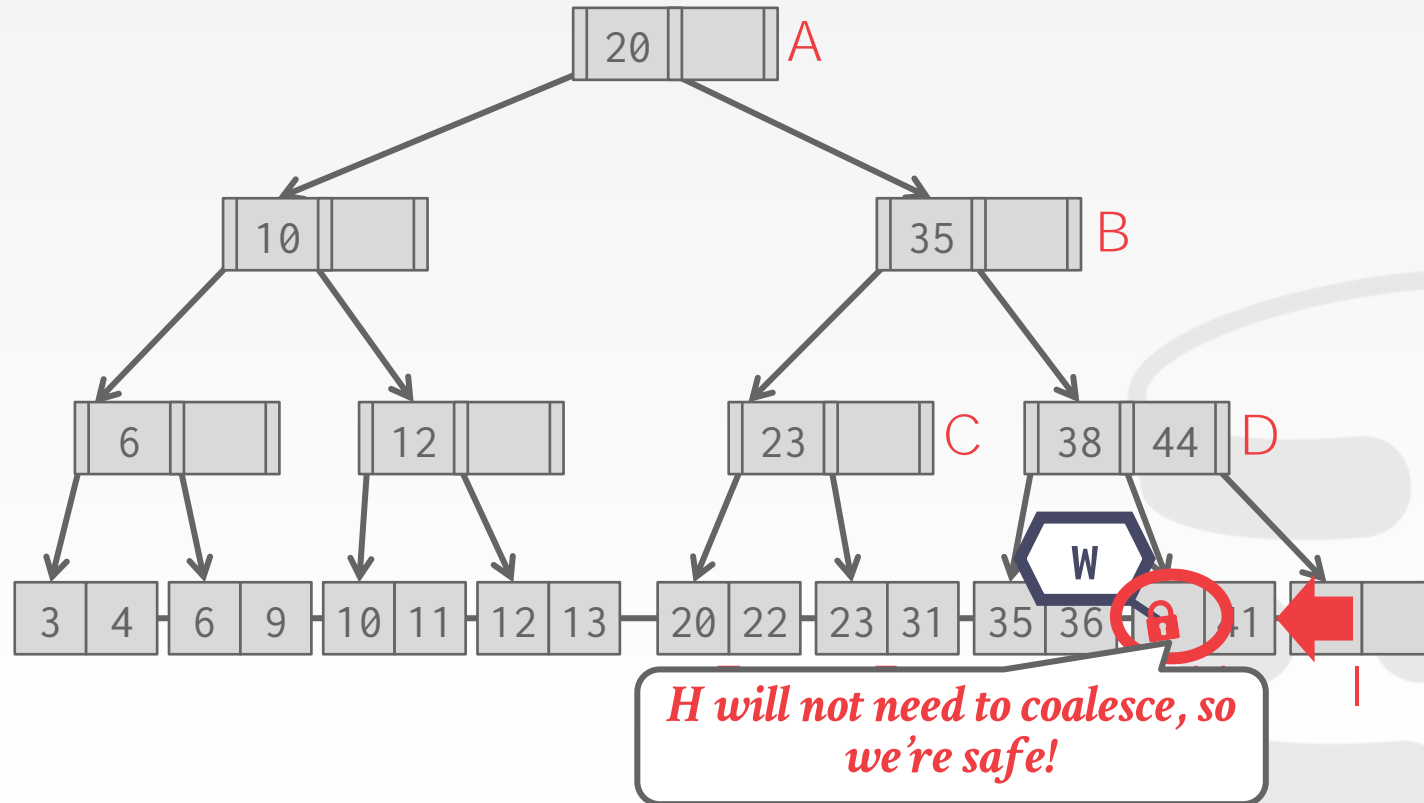 20 A
10 35 B
6 12 23 C 38 44 D
W
3 4 6 9 10 11 12 13 20 22 23 31 35 36 41
I
H will not need to coalesce, so
we’re safe!